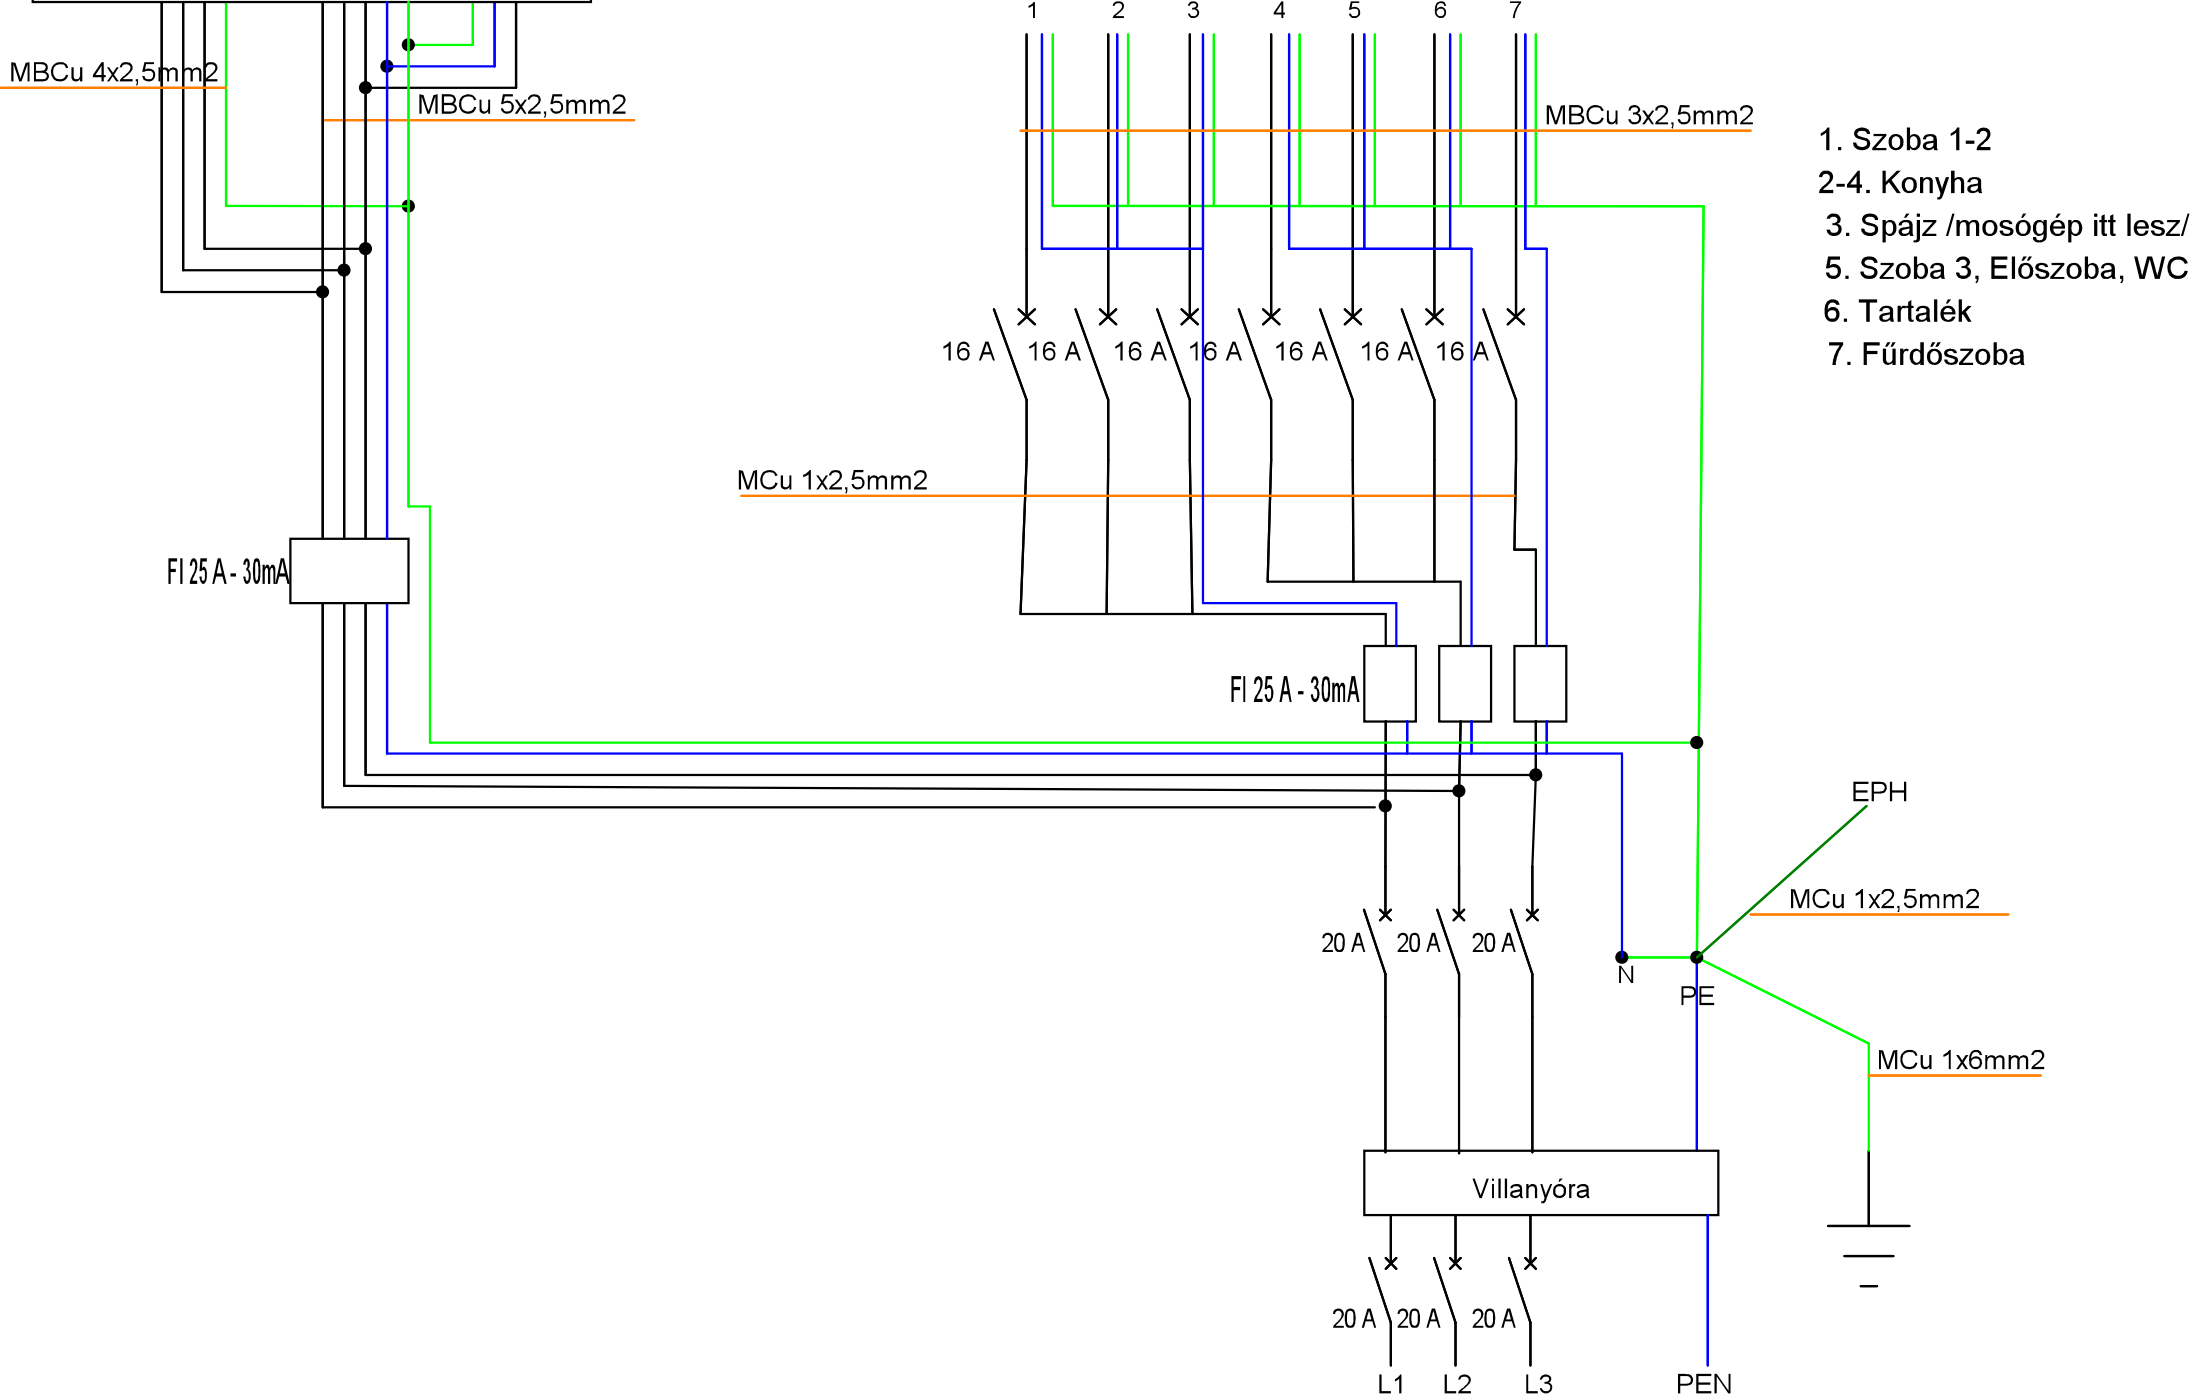 1 2 3 4 5 6 7
MBCu 4x2,5mm2
MBCu 5x2,5mm2
MBCu 3x2,5mm2
1. Szoba 1-2
2-4. Konyha
3. Spájz /mosógép itt lesz/
5. Szoba 3, Előszoba, WC
6. Tartalék
7. Fűrdőszoba
16 A 16 A 16 A 16 A 16 A 16 A 16 A
MCu 1x2,5mm2
FI 25 A - 30mA
FI 25 A - 30mA
EPH
MCu 1x2,5mm2
20 A 20 A 20 A
N
PE
MCu 1x6mm2
Villanyóra
20 A 20 A 20 A
L1 L2 L3 PEN